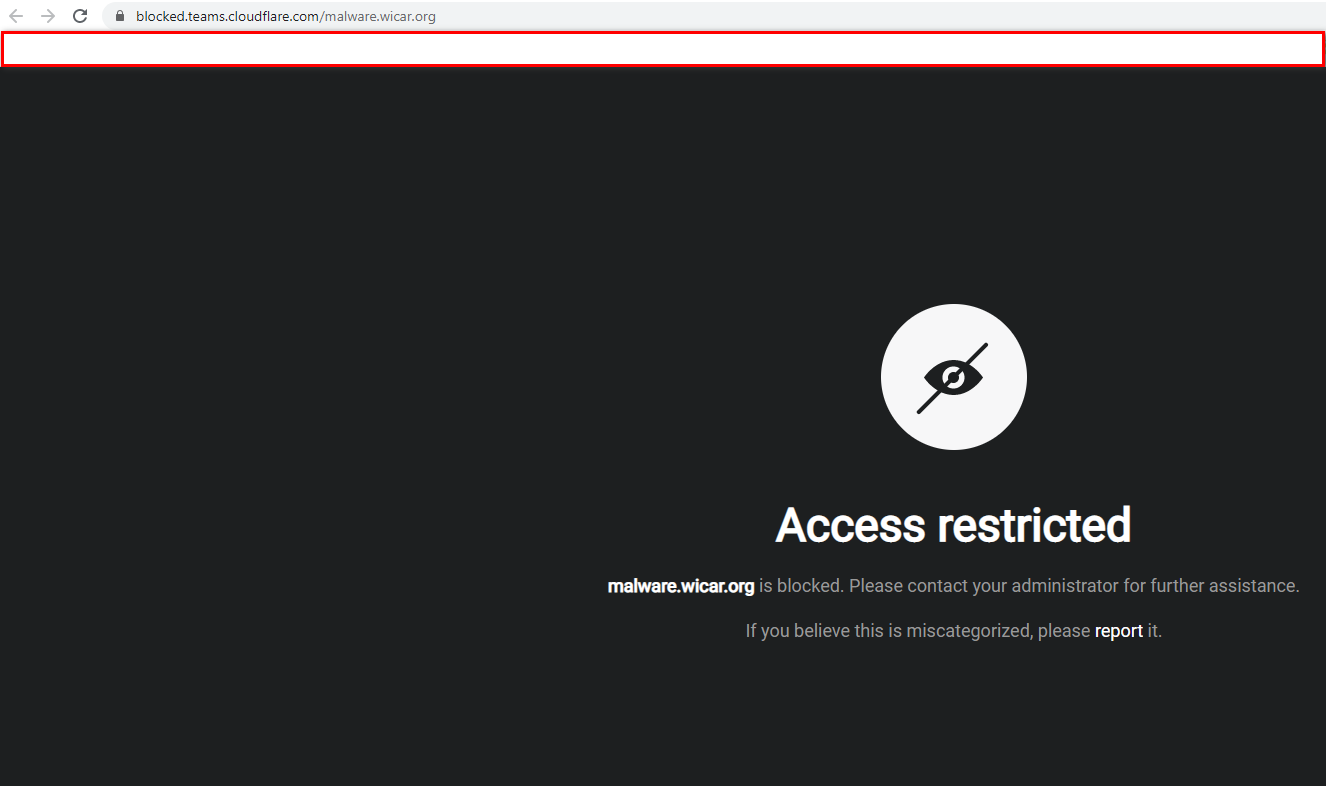 blocked.teams.cloudflare.com/malware.wicar.org
Access restricted
malware.wicar.org is blocked. Please contact your administrator for further assistance.
If you believe this is miscategorized, please report it.